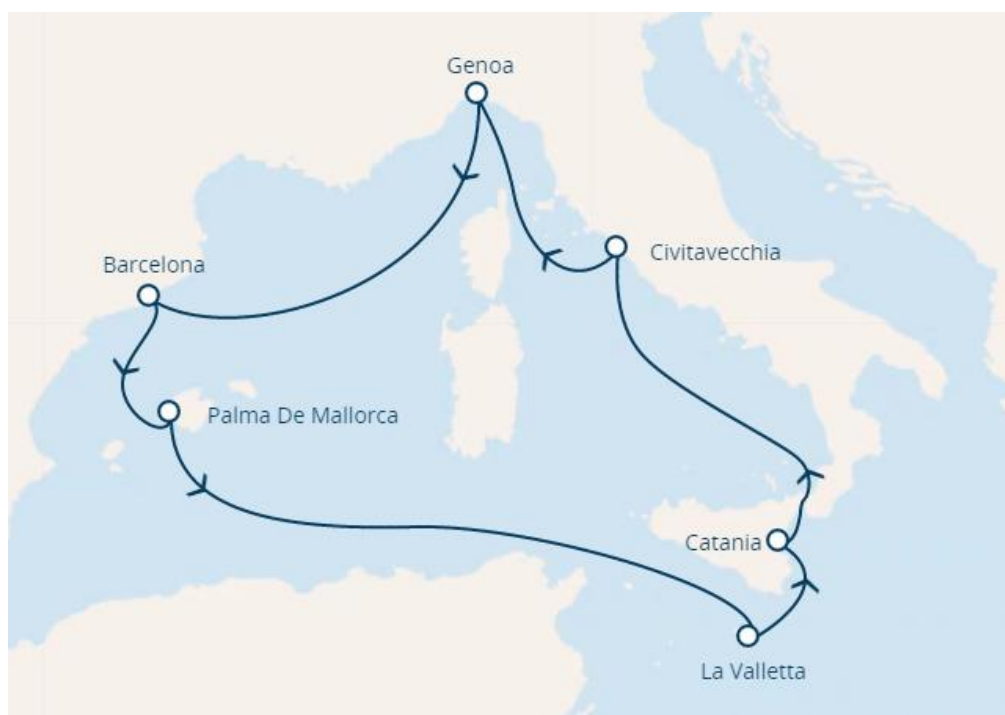 Genoa
Civitavecchia
Barcelona
Palma De Mallorca
Catania
La Valletta